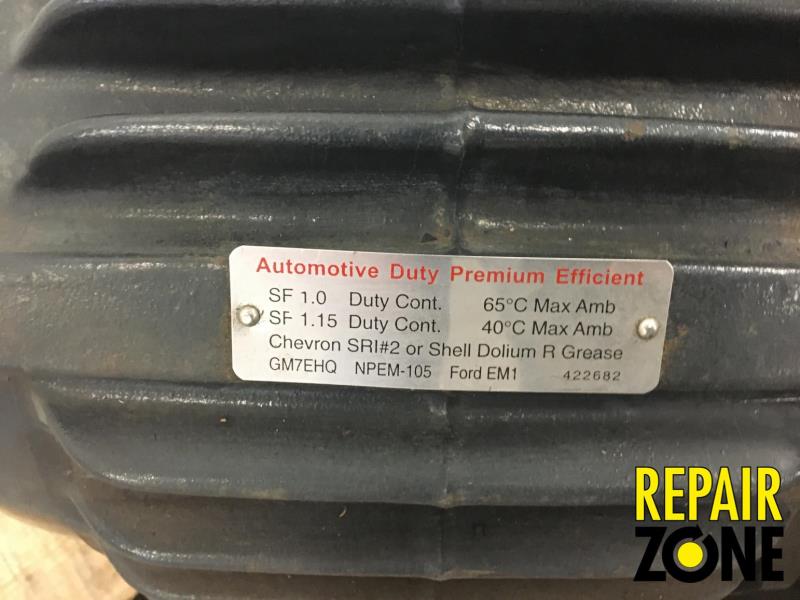 Automotive Duty Premium Efficient
SF 1.0 Duty Cont. 65°C Max Amb
SF 1.15 Duty Cont. 40°C Max Amb
Chevron SRI#2 or Shell Dolium R Grease
GM7EHQ NPEM-105 Ford EM1 422682
REPAIR
ZONE